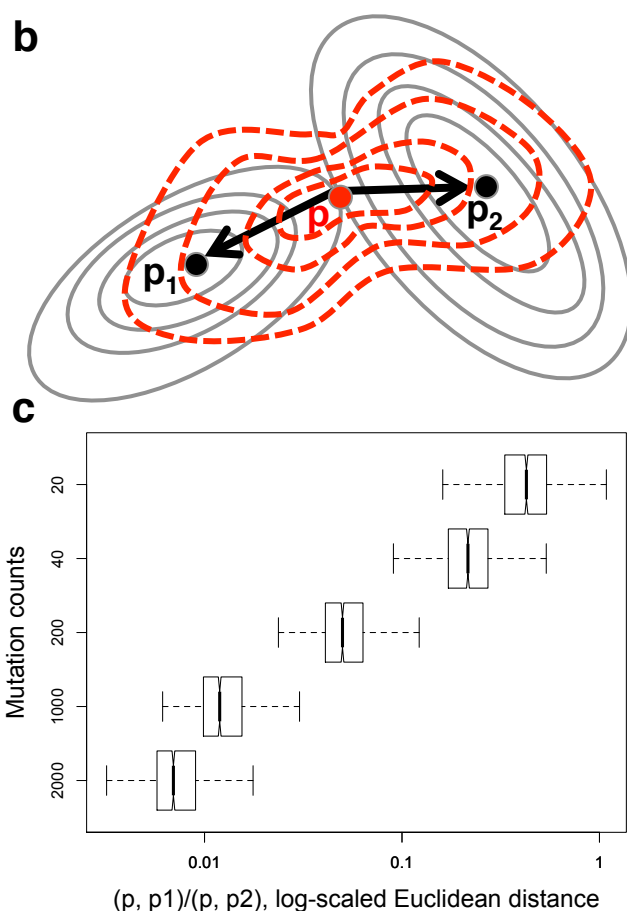 b
p
p1
p2
c
Mutation counts
20
40
200
1000
2000
0.01 0.1 1
(p, p1)/(p, p2), log-scaled Euclidean distance